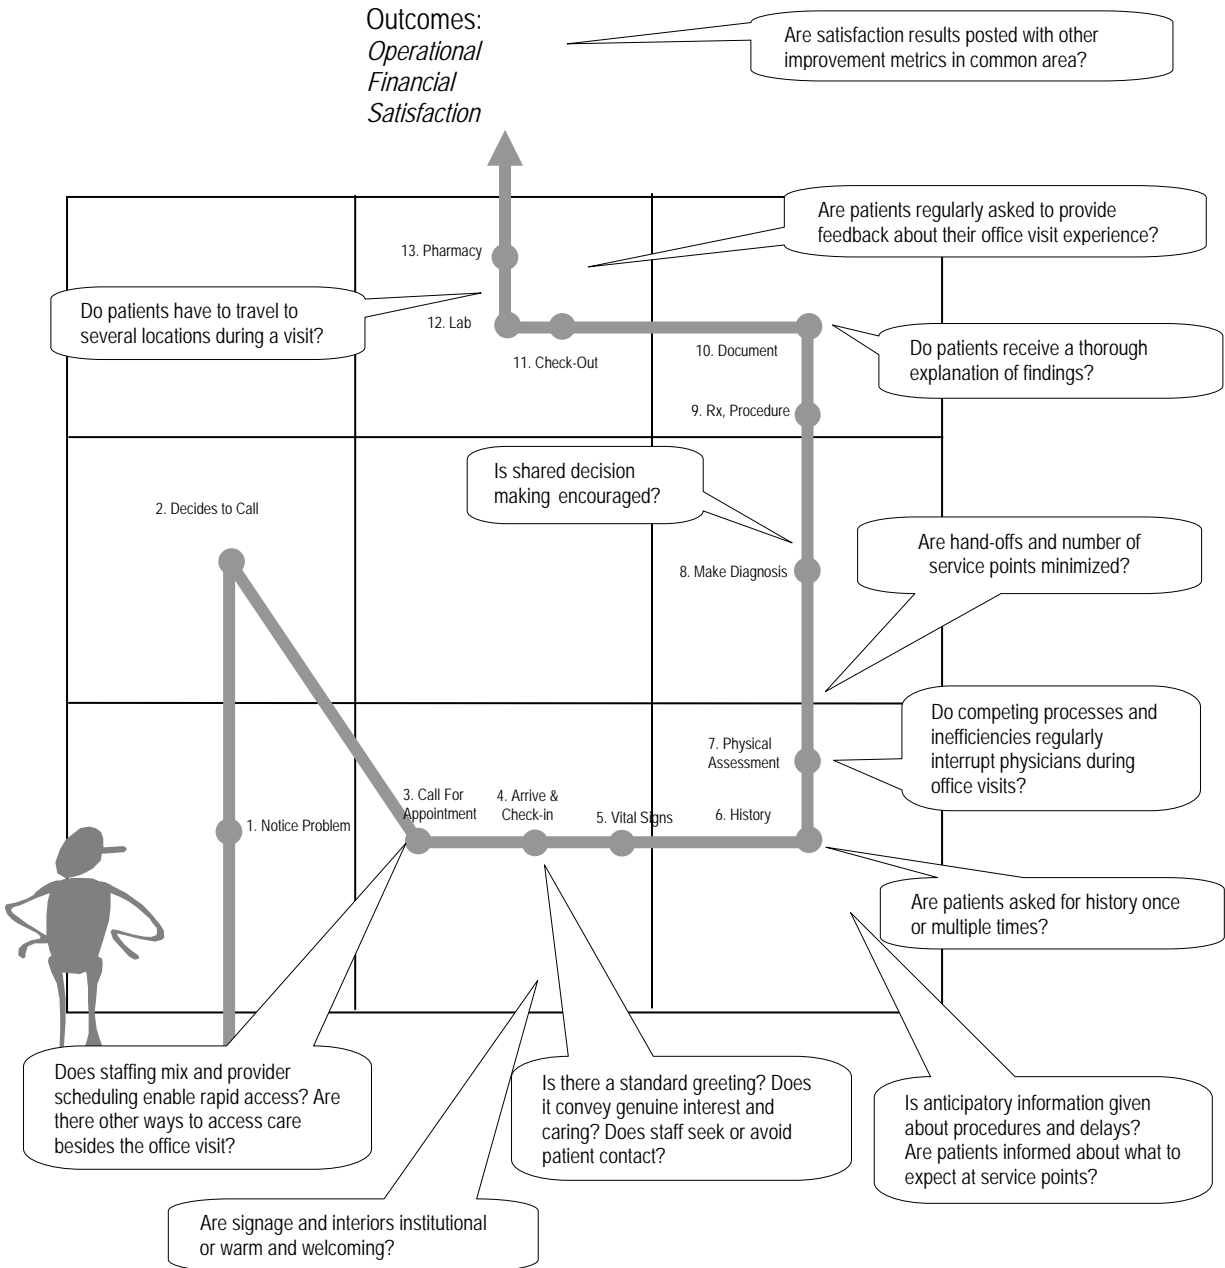 Outcomes:
Operational
Financial
Satisfaction
Are satisfaction results posted with other
improvement metrics in common area?
Are patients regularly asked to provide
feedback about their office visit experience?
13. Pharmacy
Do patients have to travel to
several locations during a visit?
12. Lab
11. Check-Out
10. Document
Do patients receive a thorough
explanation of findings?
9. Rx, Procedure
Is shared decision
making encouraged?
2. Decides to Call
Are hand-offs and number of
service points minimized?
8. Make Diagnosis
Do competing processes and
inefficiencies regularly
interrupt physicians during
office visits?
7. Physical
Assessment
3. Call For
Appointment
4. Arrive &
Check-in
5. Vital Signs
6. History
1. Notice Problem
Are patients asked for history once
or multiple times?
Does staffing mix and provider
scheduling enable rapid access? Are
there other ways to access care
besides the office visit?
Is there a standard greeting? Does
it convey genuine interest and
caring? Does staff seek or avoid
patient contact?
Is anticipatory information given
about procedures and delays?
Are patients informed about what to
expect at service points?
Are signage and interiors institutional
or warm and welcoming?